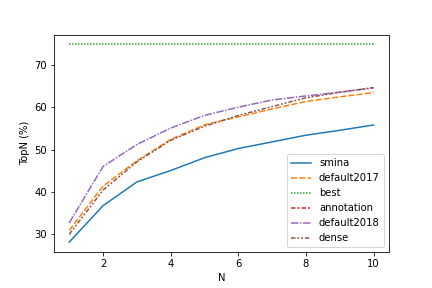 TopN (%)
70
60
50
40
30
2
4
6
8
10
N
smina
default2017
best
annotation
default2018
dense